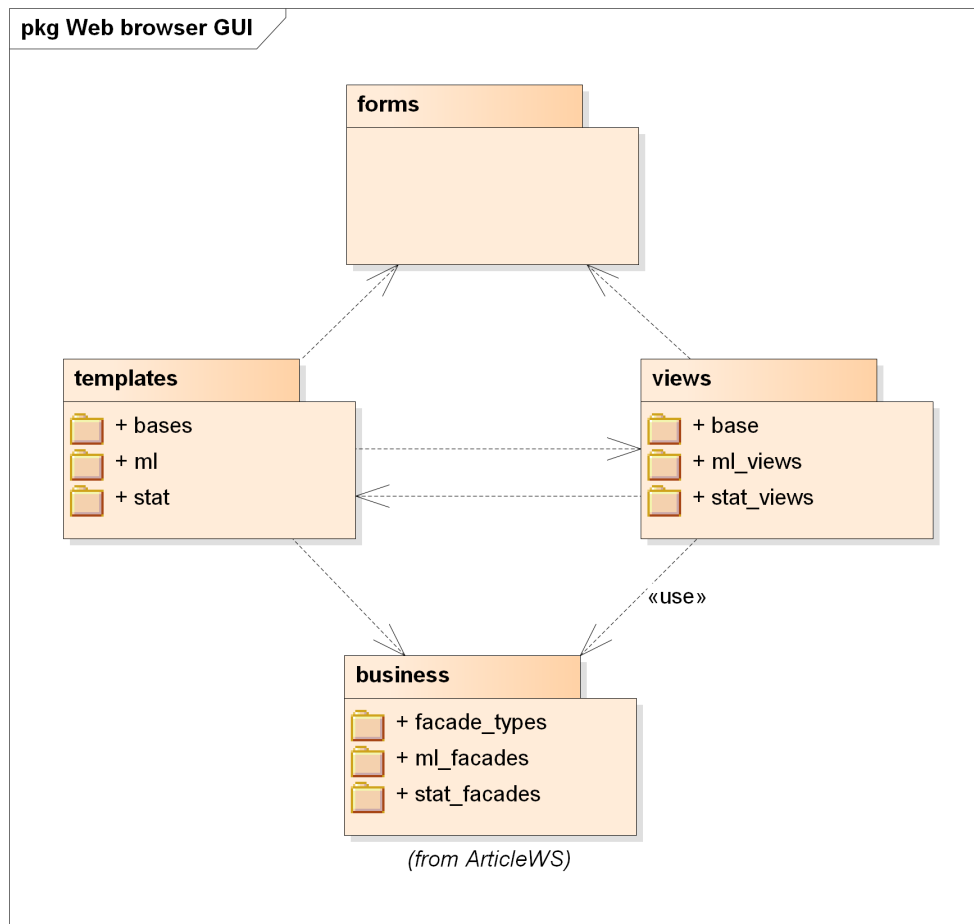 pkg Web browser GUI
forms
templates
+ bases
+ ml
+ stat
views
+ base
+ ml_views
+ stat_views
«use»
business
+ facade_types
+ ml_facades
+ stat_facades
(from ArticleWS)